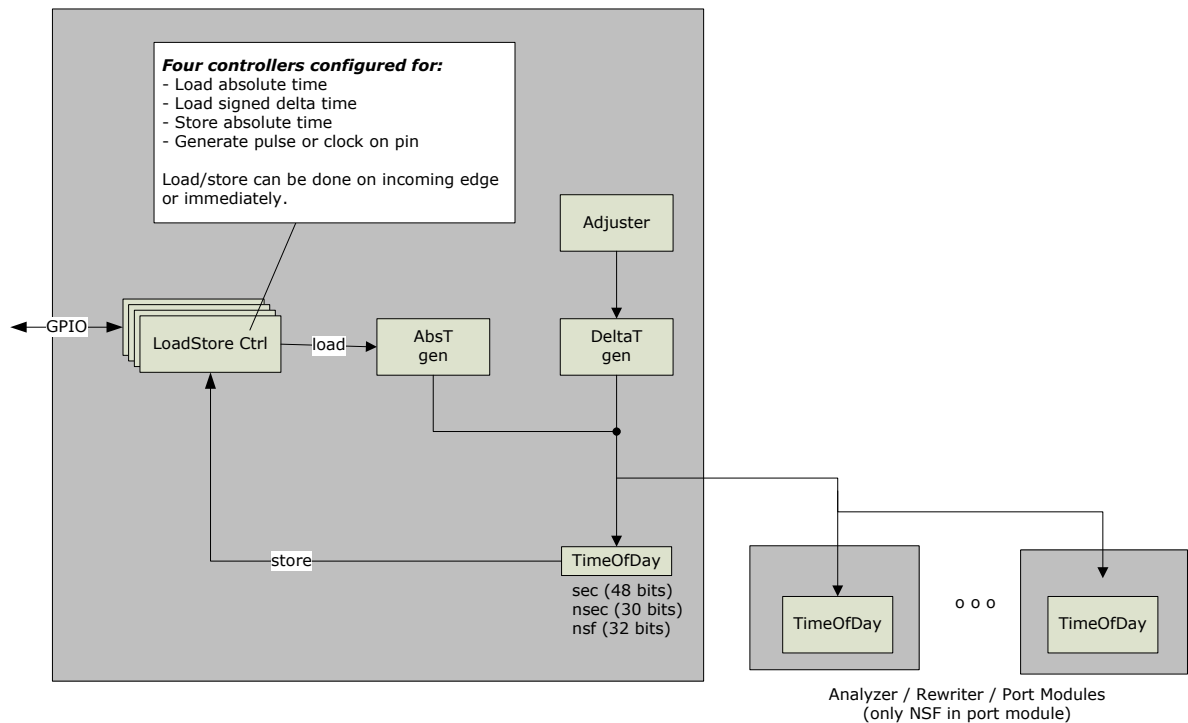 Four controllers configured for:
- Load absolute time
- Load signed delta time
- Store absolute time
- Generate pulse or clock on pin
Load/store can be done on incoming edge
or immediately.
Adjuster
GPIO
LoadStore Ctrl
load
AbsT
gen
DeltaT
gen
store
TimeOfDay
sec (48 bits)
nsec (30 bits)
nsf (32 bits)
TimeOfDay
o o o
TimeOfDay
Analyzer / Rewriter / Port Modules
(only NSF in port module)